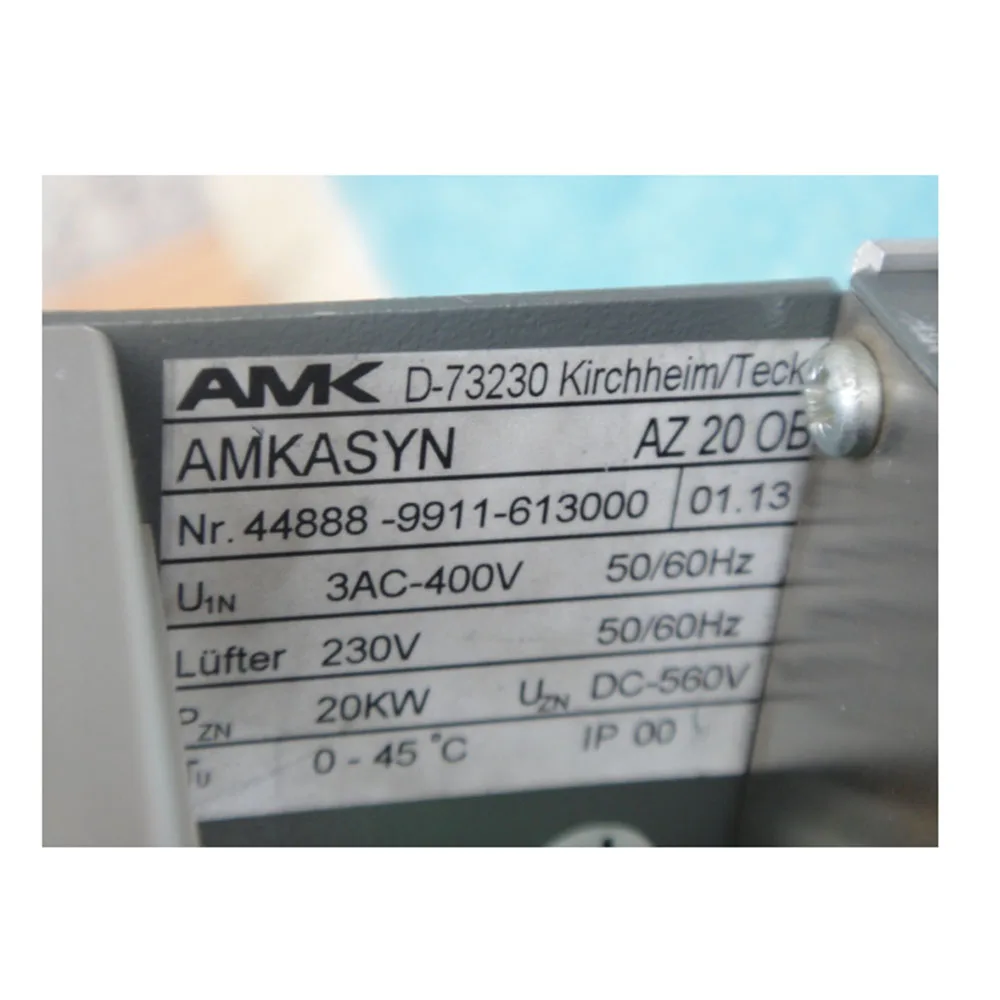 AMK D-73230 Kirchheim/Teck
AMKASYN AZ 20 OB
Nr. 44888 -9911-613000 01.13
U1N 3AC-400V 50/60Hz
Lüfter 230V 50/60Hz
PZN 20KW UZN DC-560V
TU 0 - 45 °C IP 00